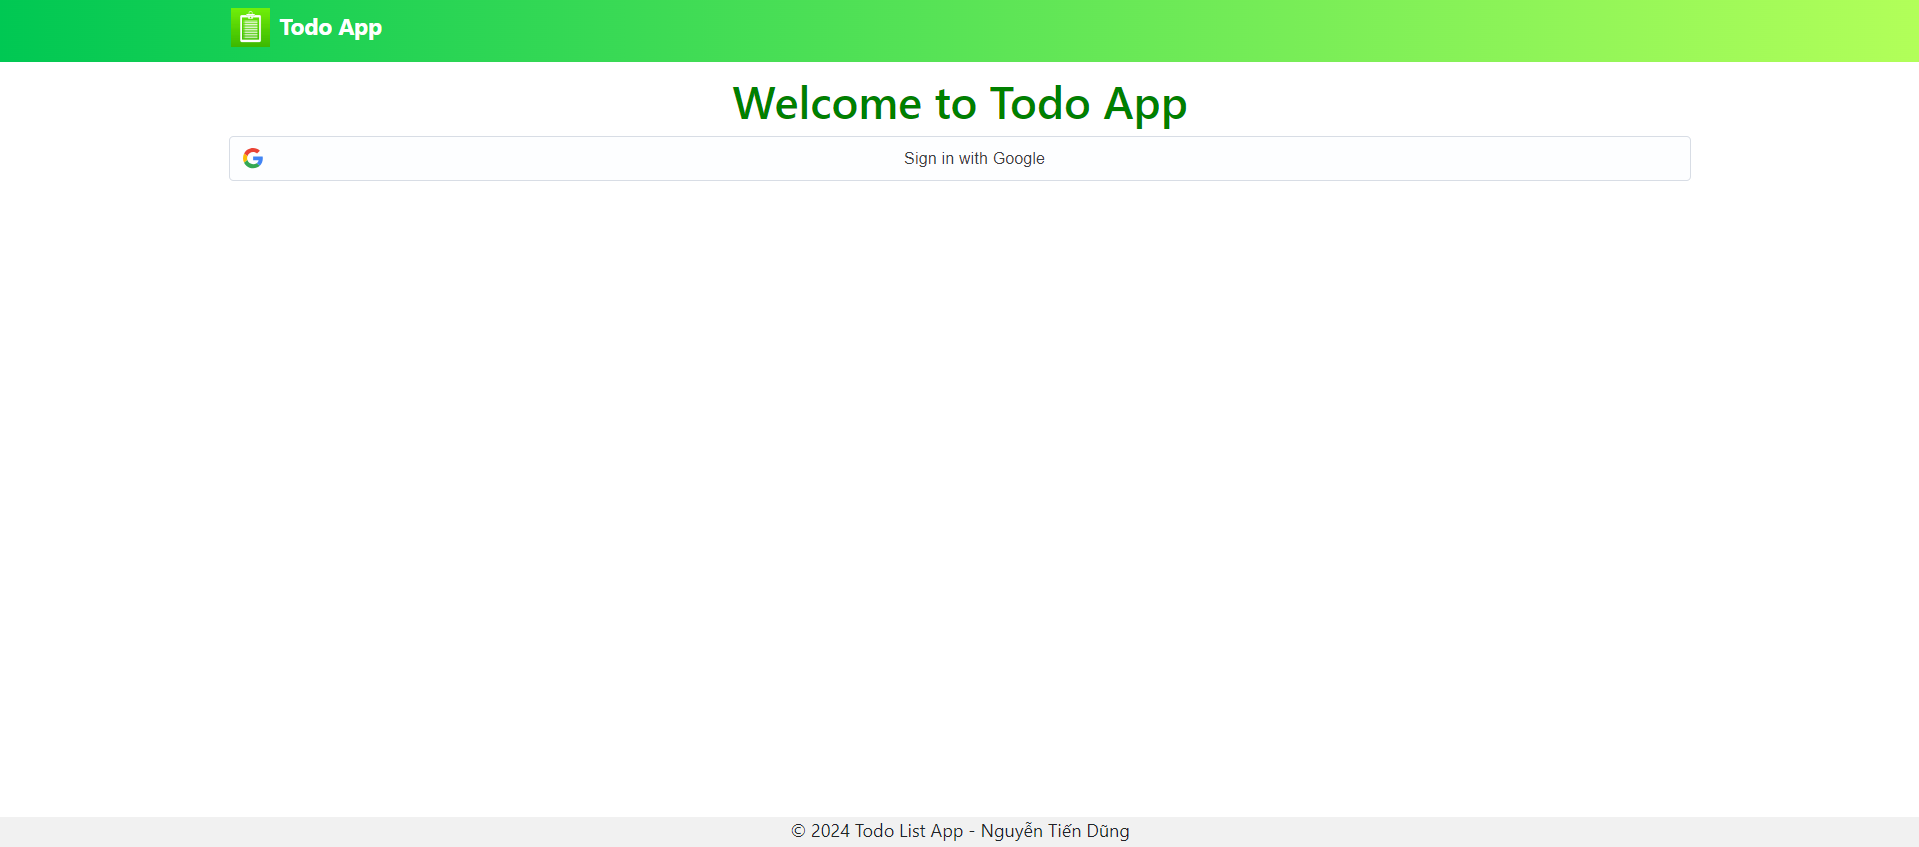 Todo App
Welcome to Todo App
Sign in with Google
© 2024 Todo List App - Nguyễn Tiến Dũng